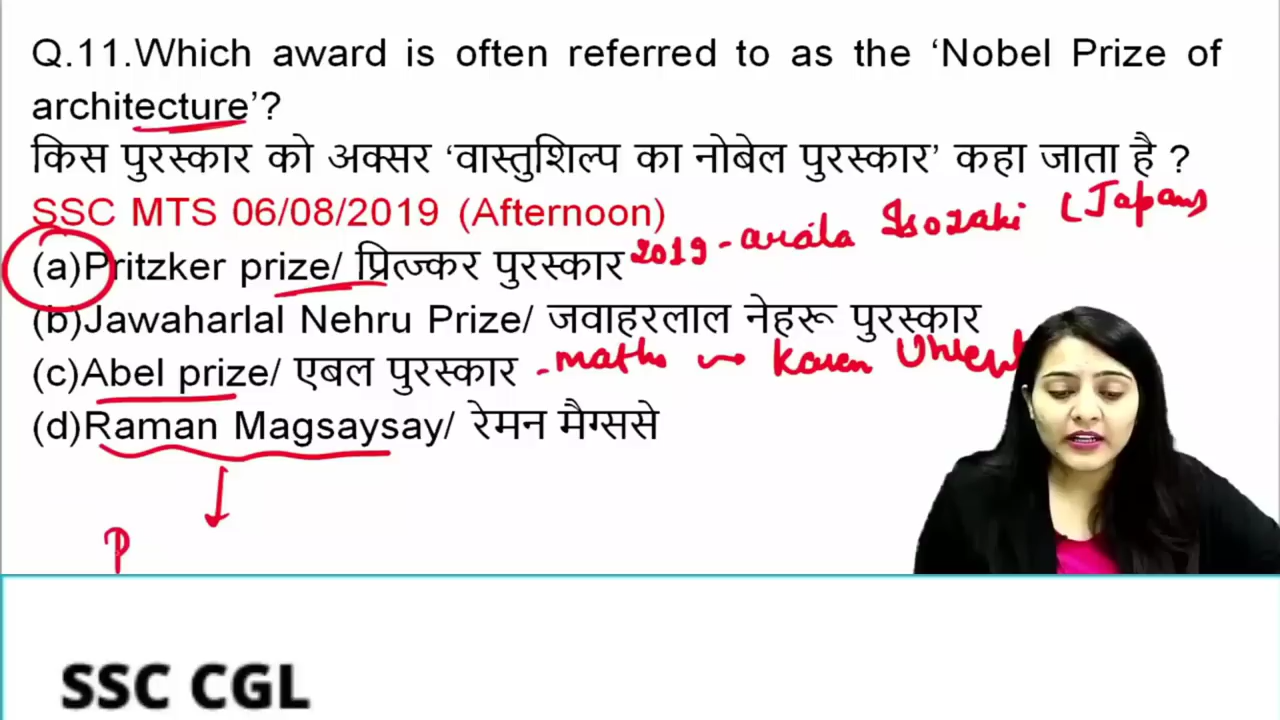 Q.11.Which award is often referred to as the ‘Nobel Prize of
architecture’?
किस पुरस्कार को अक्सर ‘वास्तुशिल्प का नोबेल पुरस्कार’ कहा जाता है ?
SSC MTS 06/08/2019 (Afternoon)
(a)Pritzker prize/ प्रित्ज्कर पुरस्कार 2019 - Isozaki (Japan)
(b)Jawaharlal Nehru Prize/ जवाहरलाल नेहरू पुरस्कार
(c)Abel prize/ एबल पुरस्कार - maths → Karen
(d)Raman Magsaysay/ रेमन मैग्ससे
P
SSC CGL